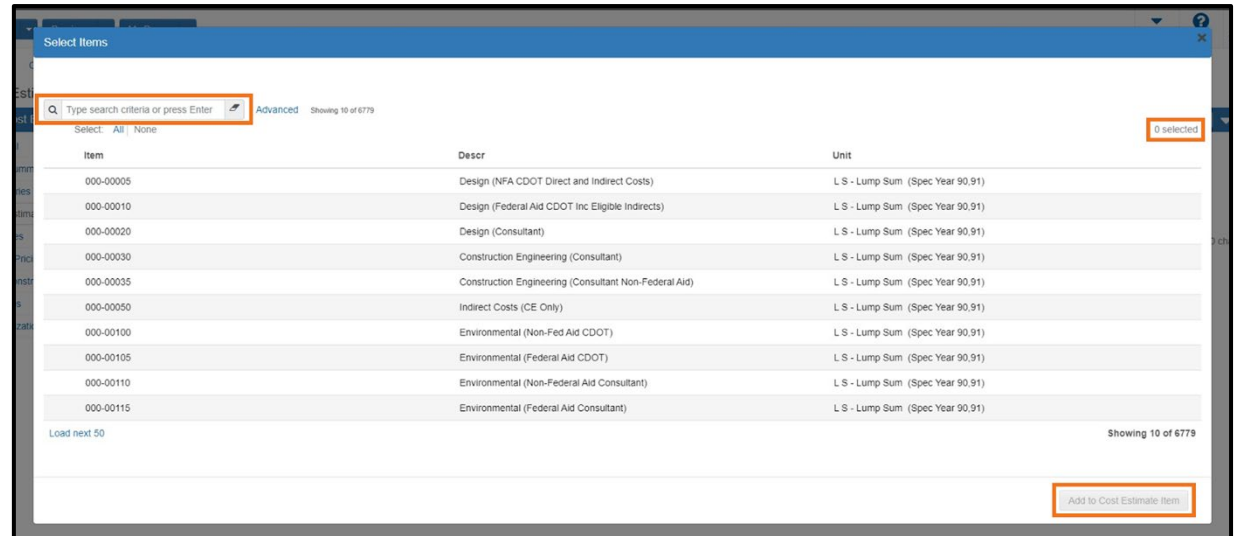 Select Items
×
Type search criteria or press Enter Advanced Showing 10 of 6779
Select: All | None 0 selected
Item Descr Unit
000-00005 Design (NFA CDOT Direct and Indirect Costs) L S - Lump Sum (Spec Year 90,91)
000-00010 Design (Federal Aid CDOT Inc Eligible Indirects) L S - Lump Sum (Spec Year 90,91)
000-00020 Design (Consultant) L S - Lump Sum (Spec Year 90,91)
000-00030 Construction Engineering (Consultant) L S - Lump Sum (Spec Year 90,91)
000-00035 Construction Engineering (Consultant Non-Federal Aid) L S - Lump Sum (Spec Year 90,91)
000-00050 Indirect Costs (CE Only) L S - Lump Sum (Spec Year 90,91)
000-00100 Environmental (Non-Fed Aid CDOT) L S - Lump Sum (Spec Year 90,91)
000-00105 Environmental (Federal Aid CDOT) L S - Lump Sum (Spec Year 90,91)
000-00110 Environmental (Non-Federal Aid Consultant) L S - Lump Sum (Spec Year 90,91)
000-00115 Environmental (Federal Aid Consultant) L S - Lump Sum (Spec Year 90,91)
Load next 50 Showing 10 of 6779
Add to Cost Estimate Item